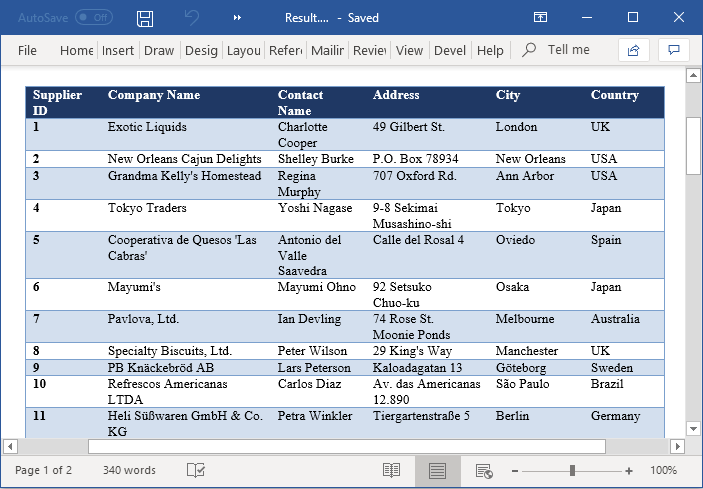 AutoSave Off Result.... - Saved
File Home Insert Draw Desig Layou Refer Mailin Review View Devel Help Tell me
Supplier ID Company Name Contact Name Address City Country
1 Exotic Liquids Charlotte Cooper 49 Gilbert St. London UK
2 New Orleans Cajun Delights Shelley Burke P.O. Box 78934 New Orleans USA
3 Grandma Kelly's Homestead Regina Murphy 707 Oxford Rd. Ann Arbor USA
4 Tokyo Traders Yoshi Nagase 9-8 Sekimai Musashino-shi Tokyo Japan
5 Cooperativa de Quesos 'Las Cabras' Antonio del Valle Saavedra Calle del Rosal 4 Oviedo Spain
6 Mayumi's Mayumi Ohno 92 Setsuko Chuo-ku Osaka Japan
7 Pavlova, Ltd. Ian Devling 74 Rose St. Moonie Ponds Melbourne Australia
8 Specialty Biscuits, Ltd. Peter Wilson 29 King's Way Manchester UK
9 PB Knäckebröd AB Lars Peterson Kaloadagatan 13 Göteborg Sweden
10 Refrescos Americanas LTDA Carlos Diaz Av. das Americanas 12.890 São Paulo Brazil
11 Heli Süßwaren GmbH & Co. KG Petra Winkler Tiergartenstraße 5 Berlin Germany
Page 1 of 2 340 words 100%